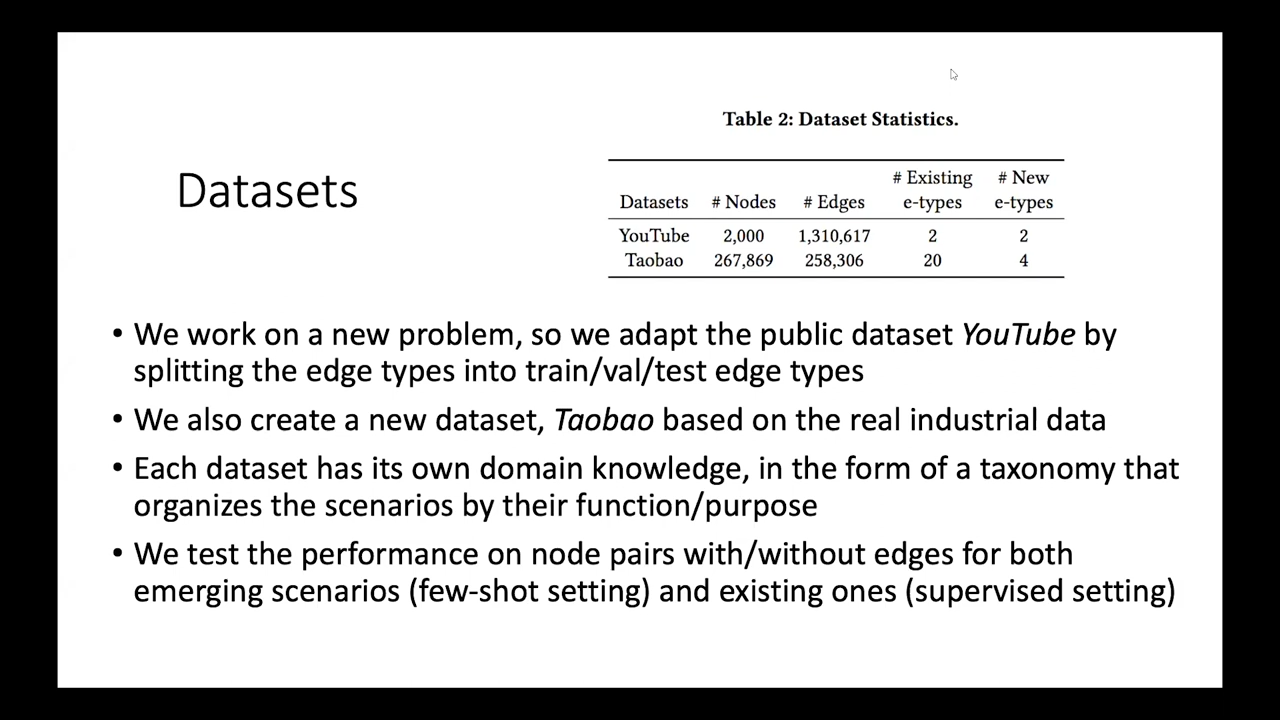 Table 2: Dataset Statistics.
Datasets
# Existing # New
Datasets # Nodes # Edges e-types e-types
YouTube 2,000 1,310,617 2 2
Taobao 267,869 258,306 20 4
• We work on a new problem, so we adapt the public dataset YouTube by
splitting the edge types into train/val/test edge types
• We also create a new dataset, Taobao based on the real industrial data
• Each dataset has its own domain knowledge, in the form of a taxonomy that
organizes the scenarios by their function/purpose
• We test the performance on node pairs with/without edges for both
emerging scenarios (few-shot setting) and existing ones (supervised setting)